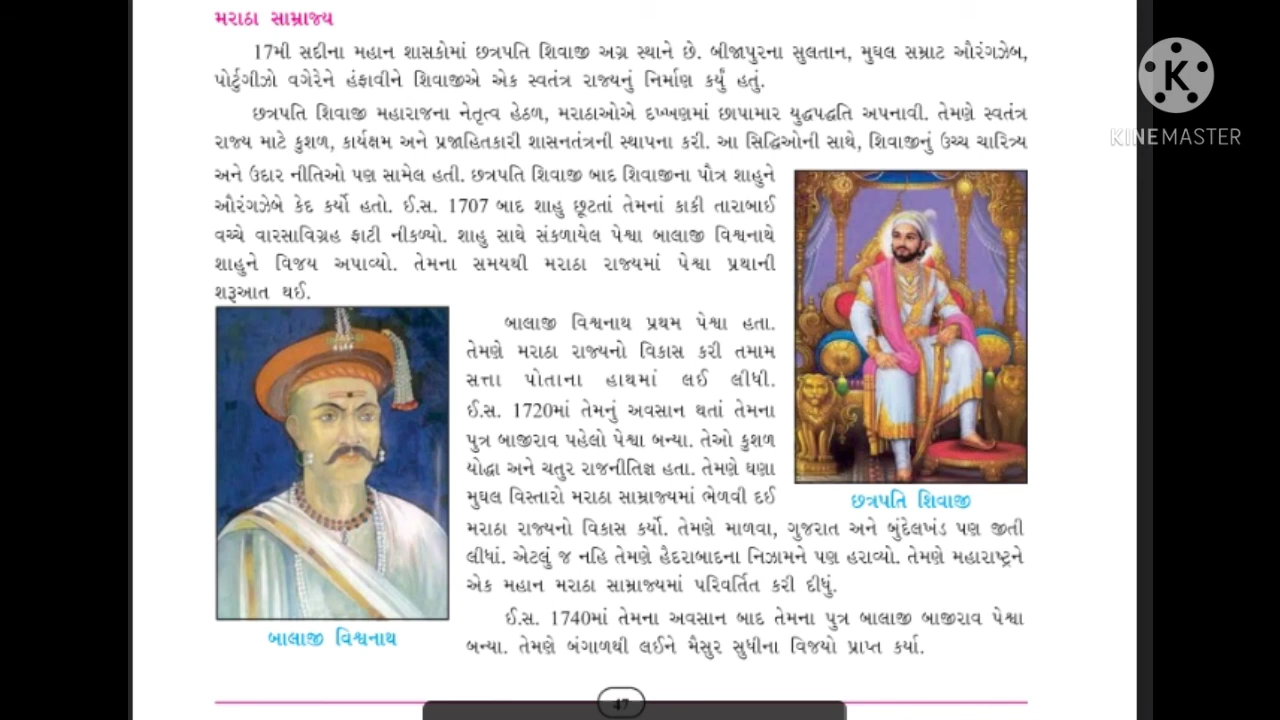 મરાઠા સામ્રાજ્ય
17મી સદીના મહાન શાસકોમાં છત્રપતિ શિવાજી અગ્ર સ્થાને છે. બીજાપુરના સુલતાન, મુઘલ સમ્રાટ ઔરંગઝેબ,
પોર્ટુગીઝો વગેરેને હંફાવીને શિવાજીએ એક સ્વતંત્ર રાજ્યનું નિર્માણ કર્યું હતું.
છત્રપતિ શિવાજી મહારાજના નેતૃત્વ હેઠળ, મરાઠાઓએ દખ્ખણમાં છાપામાર યુદ્ધપદ્ધતિ અપનાવી. તેમણે સ્વતંત્ર
રાજ્ય માટે કુશળ, કાર્યક્ષમ અને પ્રજાહિતકારી શાસનતંત્રની સ્થાપના કરી. આ સિદ્ધિઓની સાથે, શિવાજીનું ઉચ્ચ ચારિત્ર્ય
અને ઉદાર નીતિઓ પણ સામેલ હતી. છત્રપતિ શિવાજી બાદ શિવાજીના પૌત્ર શાહુને
ઔરંગઝેબે કેદ કર્યો હતો. ઈ.સ. 1707 બાદ શાહુ છૂટતાં તેમનાં કાકી તારાબાઈ
વચ્ચે વારસાવિગ્રહ ફાટી નીકળ્યો. શાહુ સાથે સંકળાયેલ પેશ્વા બાલાજી વિશ્વનાથે
શાહુને વિજય અપાવ્યો. તેમના સમયથી મરાઠા રાજ્યમાં પેશ્વા પ્રથાની
શરૂઆત થઈ.
બાલાજી વિશ્વનાથ પ્રથમ પેશ્વા હતા.
તેમણે મરાઠા રાજ્યનો વિકાસ કરી તમામ
સત્તા પોતાના હાથમાં લઈ લીધી.
ઈ.સ. 1720માં તેમનું અવસાન થતાં તેમના
પુત્ર બાજીરાવ પહેલો પેશ્વા બન્યા. તેઓ કુશળ
યોદ્ધા અને ચતુર રાજનીતિજ્ઞ હતા. તેમણે ઘણા
મુઘલ વિસ્તારો મરાઠા સામ્રાજ્યમાં ભેળવી દઈ
મરાઠા રાજ્યનો વિકાસ કર્યો. તેમણે માળવા, ગુજરાત અને બુંદેલખંડ પણ જીતી
લીધાં. એટલું જ નહિ તેમણે હૈદરાબાદના નિઝામને પણ હરાવ્યો. તેમણે મહારાષ્ટ્રને
એક મહાન મરાઠા સામ્રાજ્યમાં પરિવર્તિત કરી દીધું.
ઈ.સ. 1740માં તેમના અવસાન બાદ તેમના પુત્ર બાલાજી બાજીરાવ પેશ્વા
બન્યા. તેમણે બંગાળથી લઈને મૈસુર સુધીના વિજયો પ્રાપ્ત કર્યા.
છત્રપતિ શિવાજી
બાલાજી વિશ્વનાથ
47
K
KINEMASTER